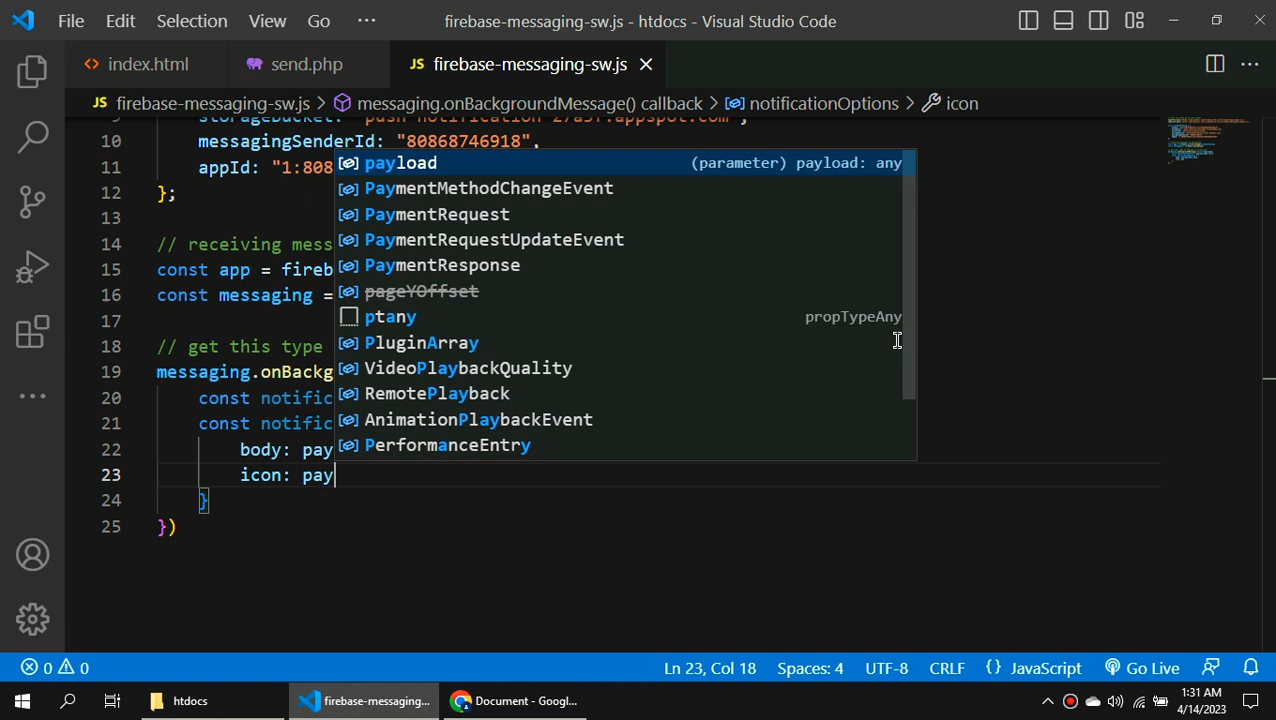 File Edit Selection View Go ··· firebase-messaging-sw.js - htdocs - Visual Studio Code
index.html send.php JS firebase-messaging-sw.js
JS firebase-messaging-sw.js > messaging.onBackgroundMessage() callback > notificationOptions > icon
10 messagingSenderId: "80868746918",
11 appId: "1:808
12 };
13
14 // receiving mess
15 const app = fireb
16 const messaging =
17
18 // get this type
19 messaging.onBackg
20 const notific
21 const notific
22 body: pay
23 icon: pay
24 }
25 })
payload (parameter) payload: any
PaymentMethodChangeEvent
PaymentRequest
PaymentRequestUpdateEvent
PaymentResponse
pageYOffset
ptany propTypeAny
PluginArray
VideoPlaybackQuality
RemotePlayback
AnimationPlaybackEvent
PerformanceEntry
0 0 Ln 23, Col 18 Spaces: 4 UTF-8 CRLF {} JavaScript Go Live
htdocs firebase-messaging... Document - Googl... 1:31 AM
4/14/2023